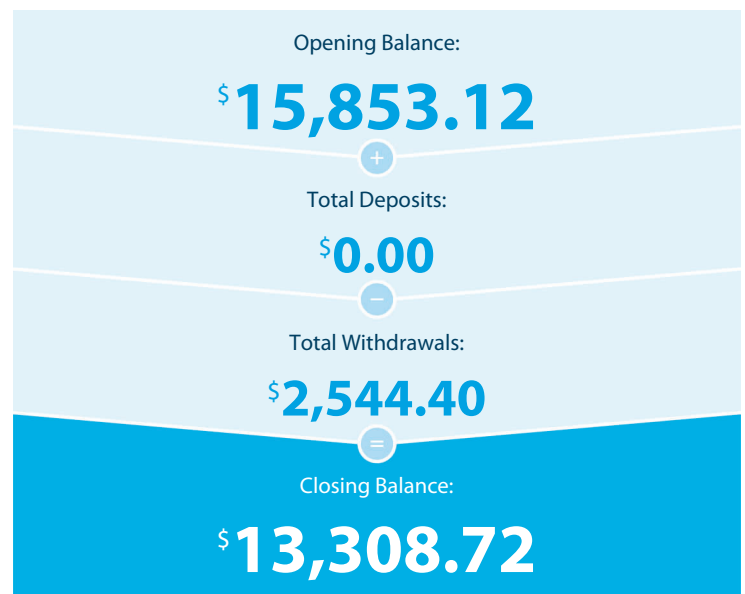 Opening Balance:
$15,853.12
+
Total Deposits:
$0.00
−
Total Withdrawals:
$2,544.40
=
Closing Balance:
$13,308.72